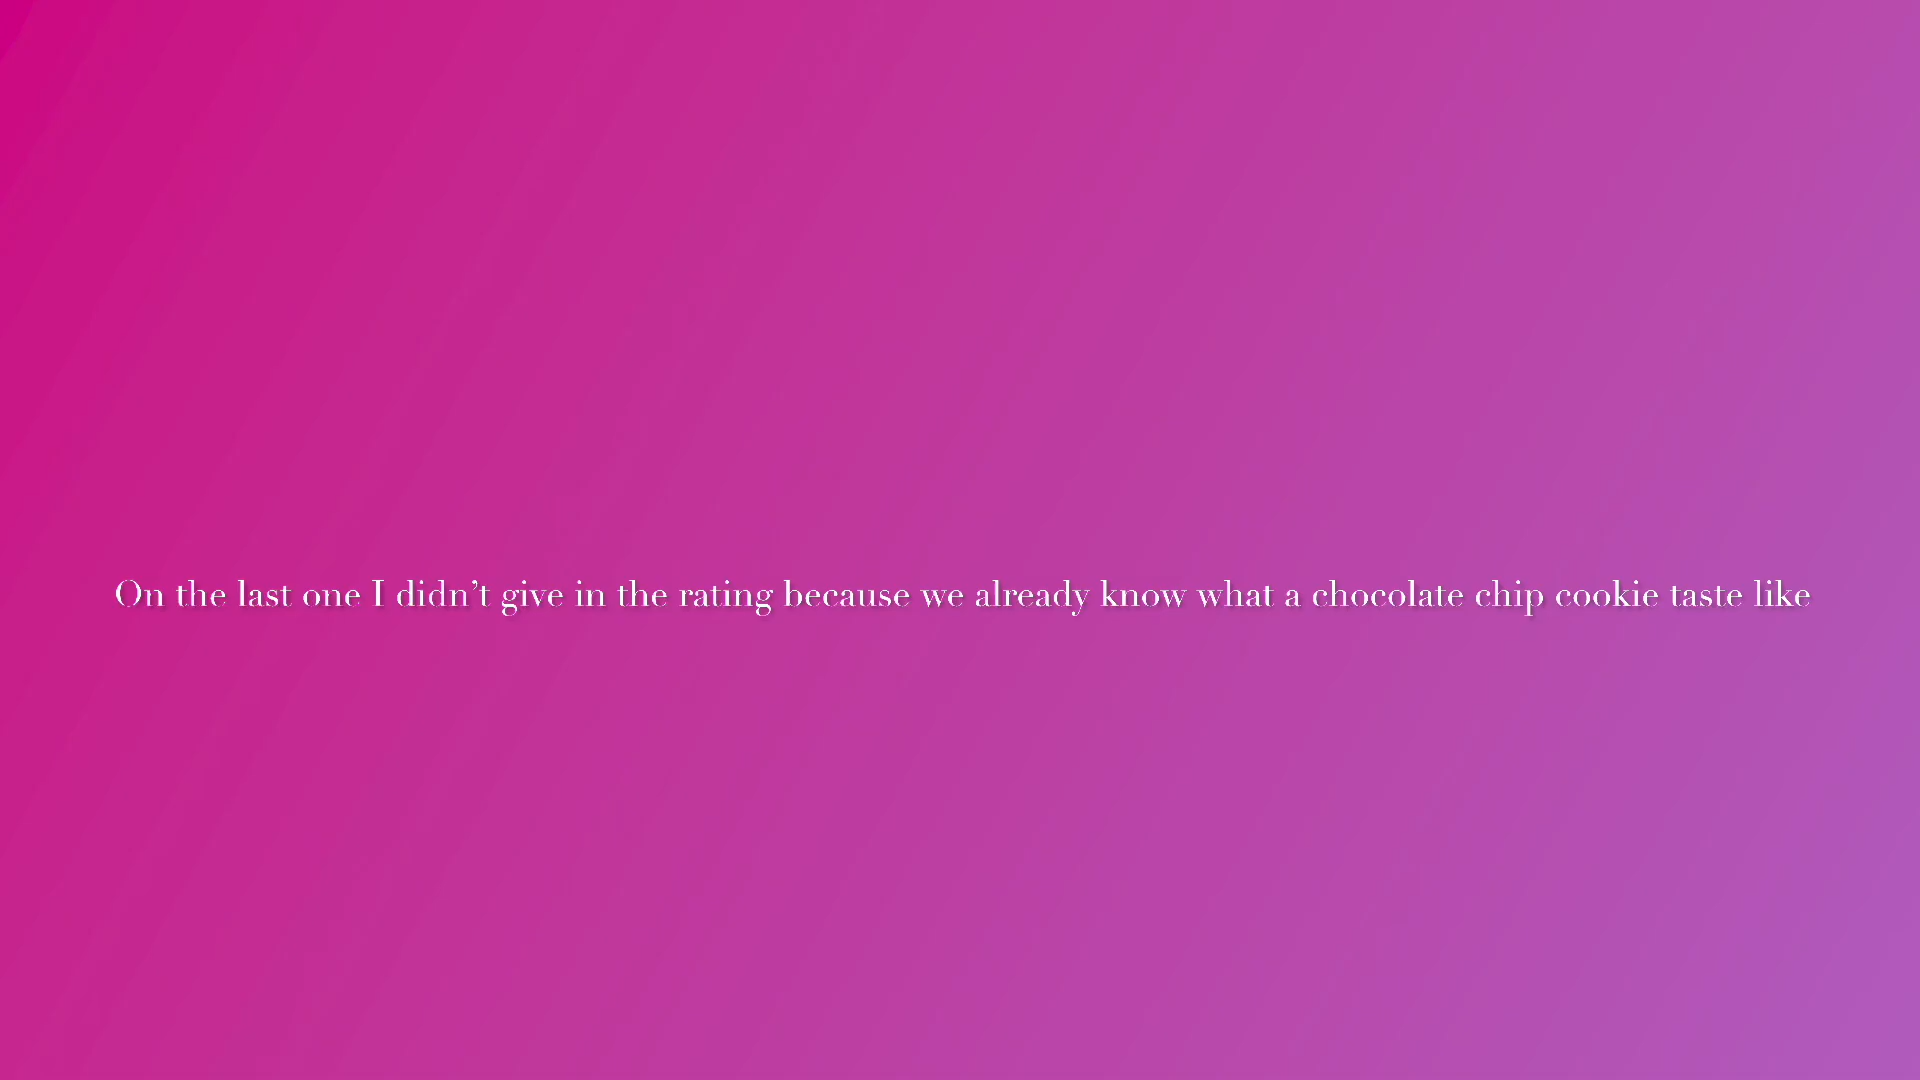 On the last one I didn’t give in the rating because we already know what a chocolate chip cookie taste like